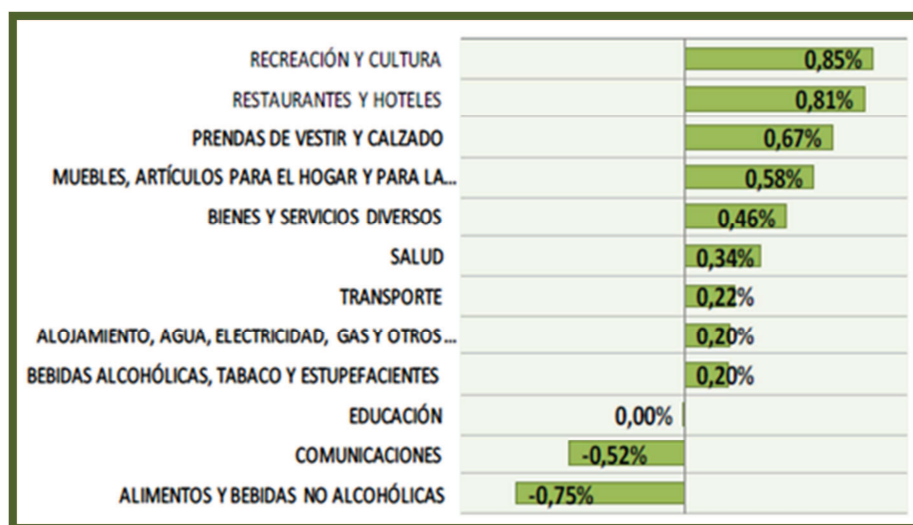 RECREACIÓN Y CULTURA 0,85%
RESTAURANTES Y HOTELES 0,81%
PRENDAS DE VESTIR Y CALZADO 0,67%
MUEBLES, ARTÍCULOS PARA EL HOGAR Y PARA LA... 0,58%
BIENES Y SERVICIOS DIVERSOS 0,46%
SALUD 0,34%
TRANSPORTE 0,22%
ALOJAMIENTO, AGUA, ELECTRICIDAD, GAS Y OTROS ... 0,20%
BEBIDAS ALCOHÓLICAS, TABACO Y ESTUPEFACIENTES 0,20%
EDUCACIÓN 0,00%
COMUNICACIONES -0,52%
ALIMENTOS Y BEBIDAS NO ALCOHÓLICAS -0,75%